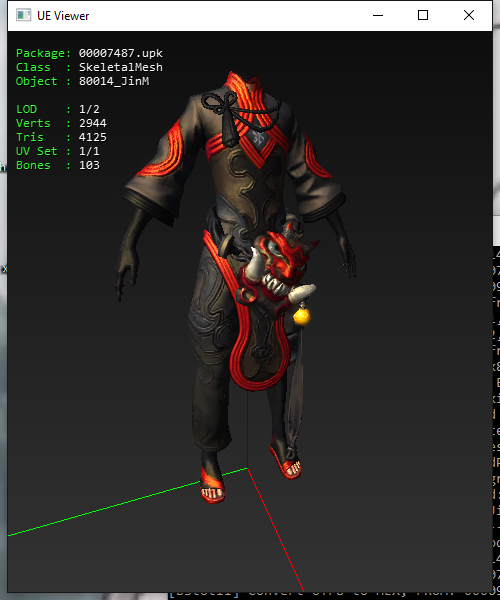 UE Viewer
Package: 00007487.upk
Class : SkeletalMesh
Object : 80014_JinM
LOD : 1/2
Verts : 2944
Tris : 4125
UV Set : 1/1
Bones : 103